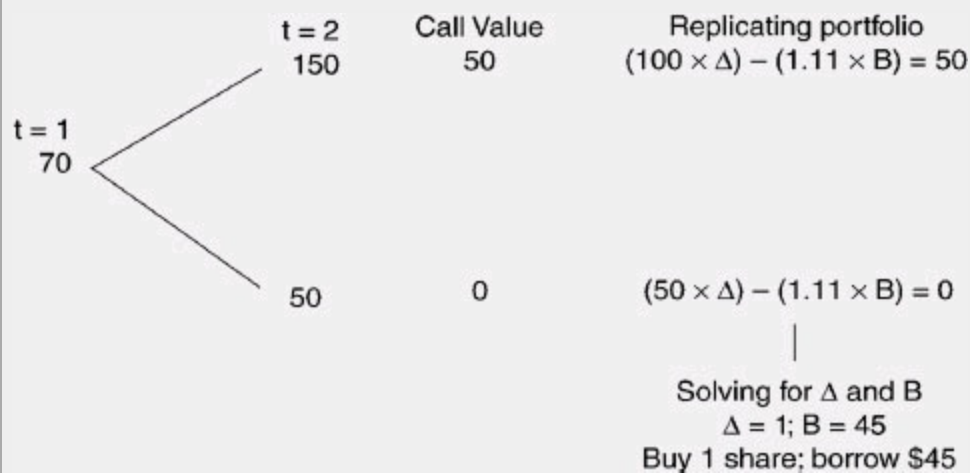 t = 2 Call Value Replicating portfolio
150 50 (100 × Δ) – (1.11 × B) = 50
t = 1
70
50 0 (50 × Δ) – (1.11 × B) = 0
Solving for Δ and B
Δ = 1; B = 45
Buy 1 share; borrow $45